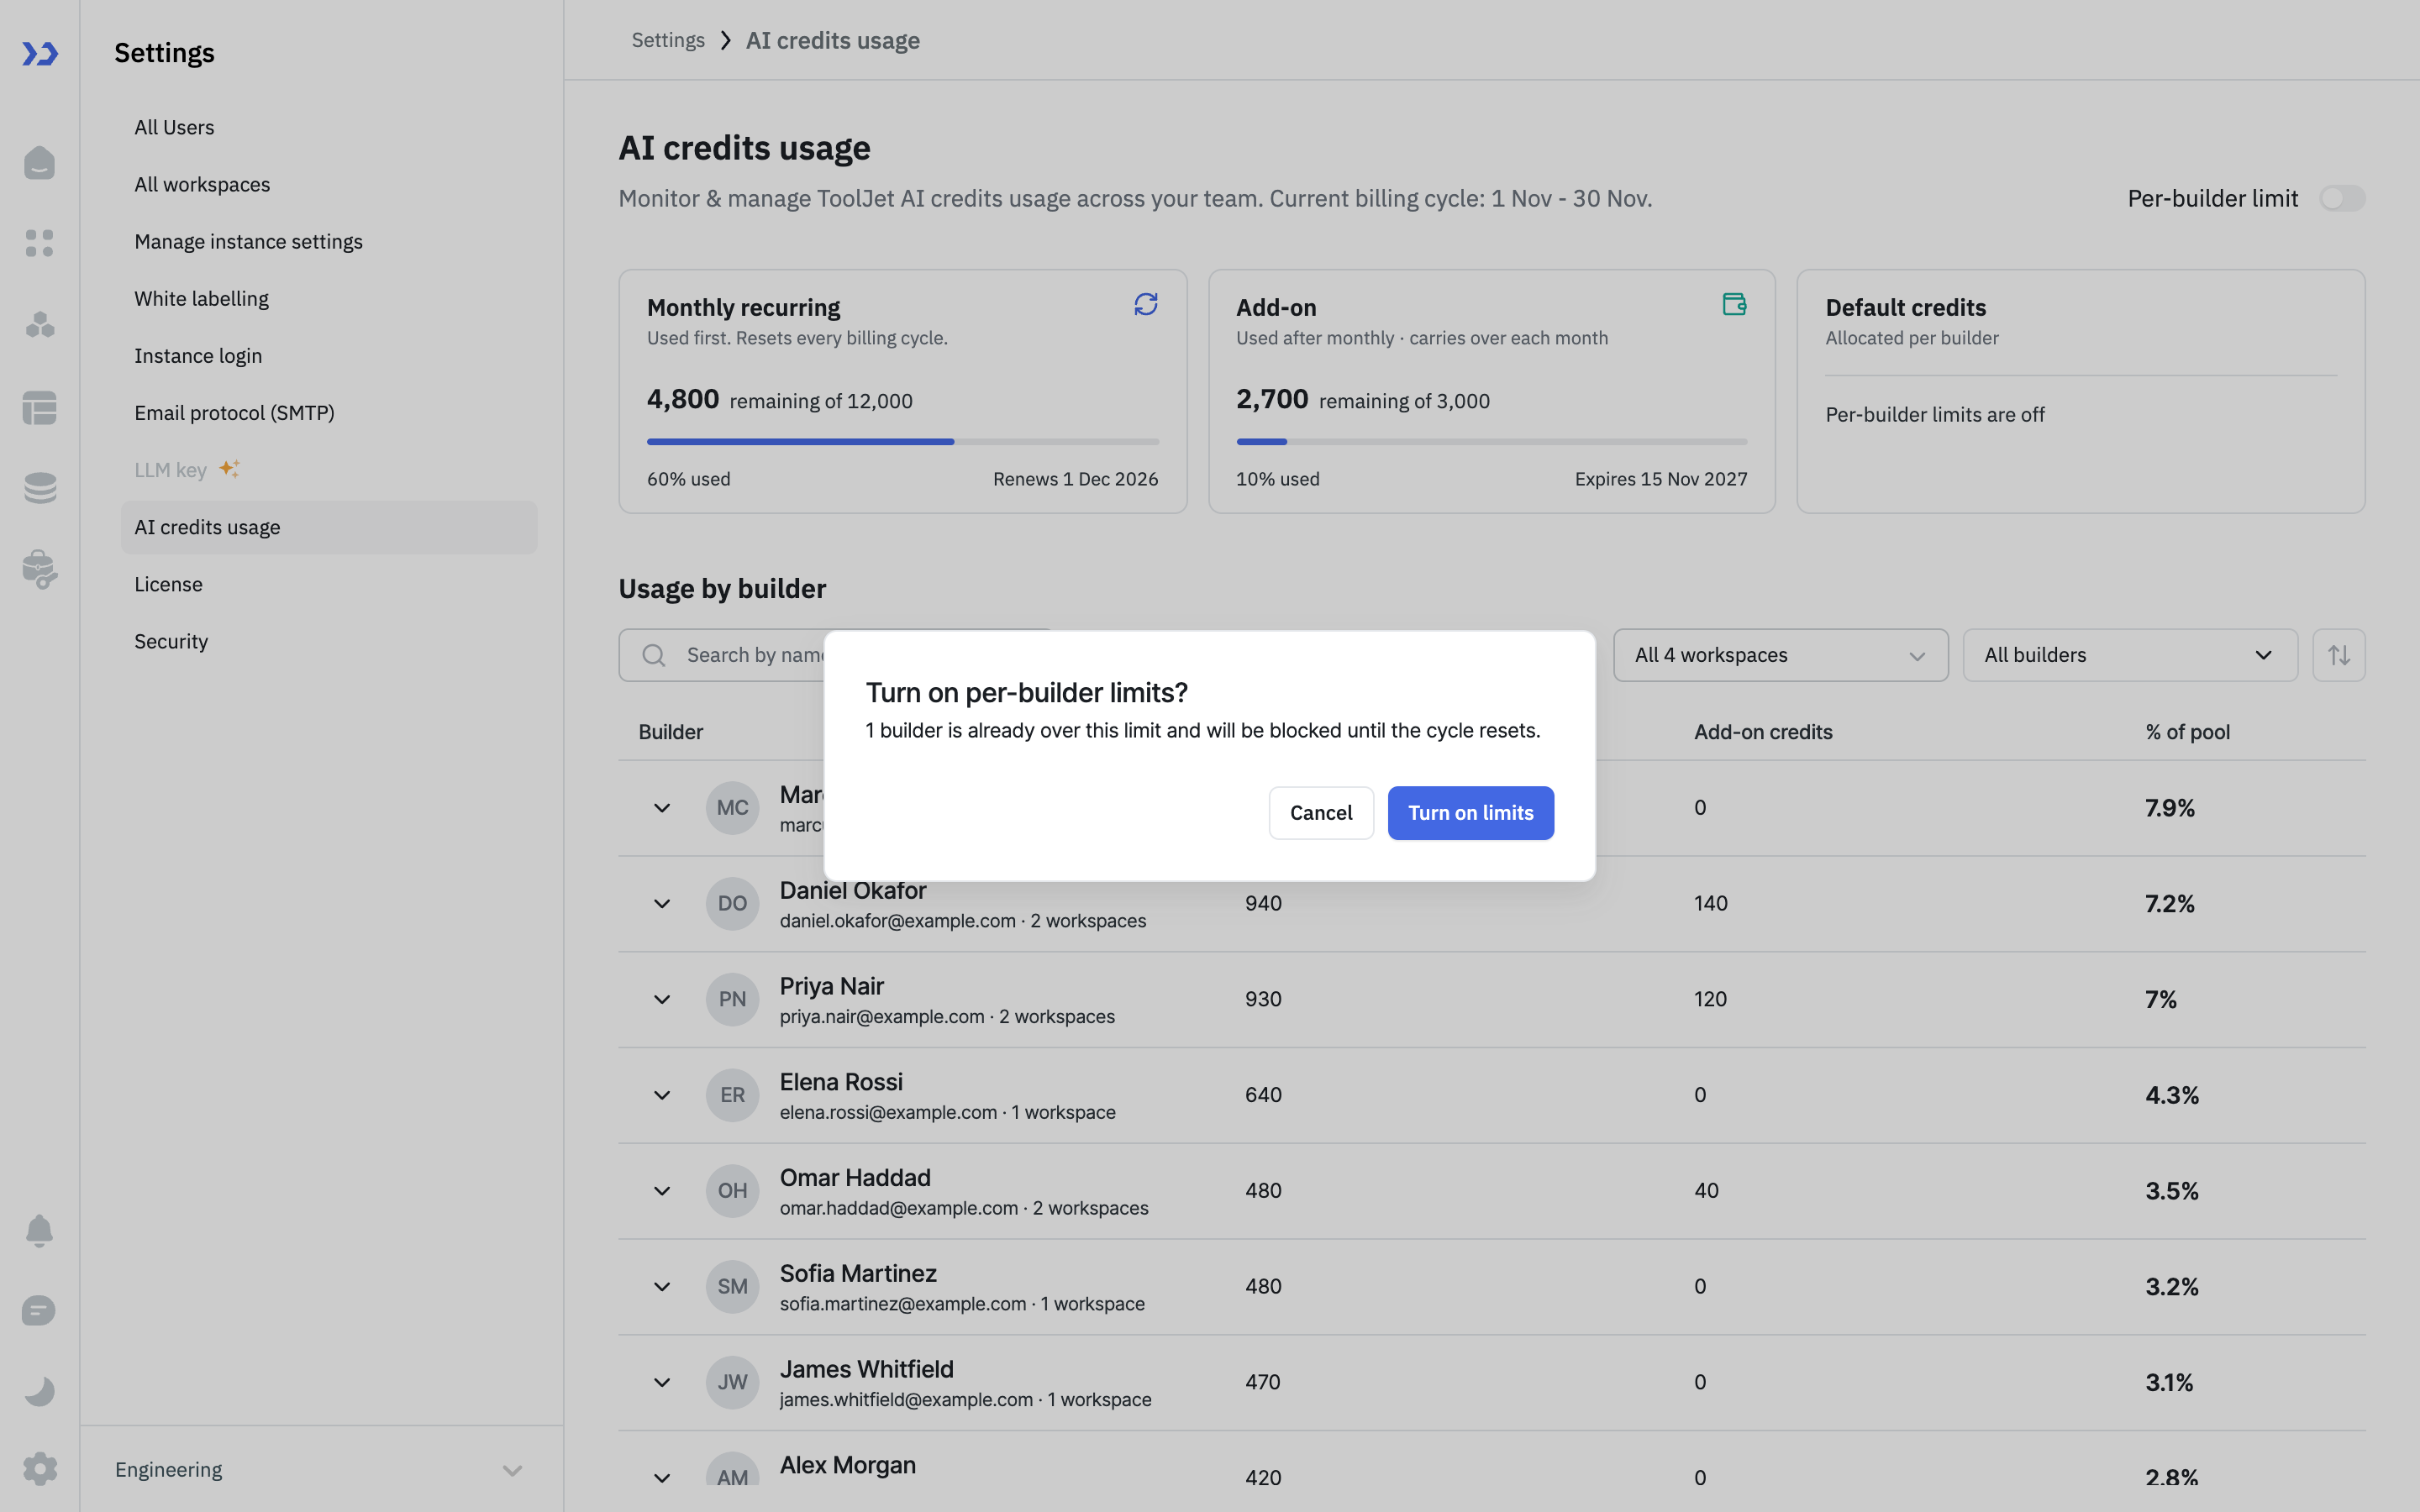 Settings
All Users
All workspaces
Manage instance settings
White labelling
Instance login
Email protocol (SMTP)
LLM key
AI credits usage
License
Security
Engineering
Settings AI credits usage
AI credits usage
Monitor & manage ToolJet AI credits usage across your team. Current billing cycle: 1 Nov - 30 Nov.
Per-builder limit
Monthly recurring
Used first. Resets every billing cycle.
4,800 remaining of 12,000
60% used Renews 1 Dec 2026
Add-on
Used after monthly · carries over each month
2,700 remaining of 3,000
10% used Expires 15 Nov 2027
Default credits
Allocated per builder
Per-builder limits are off
Usage by builder
Search by
All 4 workspaces
All builders
Turn on per-builder limits?
1 builder is already over this limit and will be blocked until the cycle resets.
Cancel Turn on limits
Builder Add-on credits % of pool
MC 0 7.9%
DO Daniel Okafor 940 140 7.2%
daniel.okafor@example.com · 2 workspaces
PN Priya Nair 930 120 7%
priya.nair@example.com · 2 workspaces
ER Elena Rossi 640 0 4.3%
elena.rossi@example.com · 1 workspace
OH Omar Haddad 480 40 3.5%
omar.haddad@example.com · 2 workspaces
SM Sofia Martinez 480 0 3.2%
sofia.martinez@example.com · 1 workspace
JW James Whitfield 470 0 3.1%
james.whitfield@example.com · 1 workspace
AM Alex Morgan 420 0 2.8%